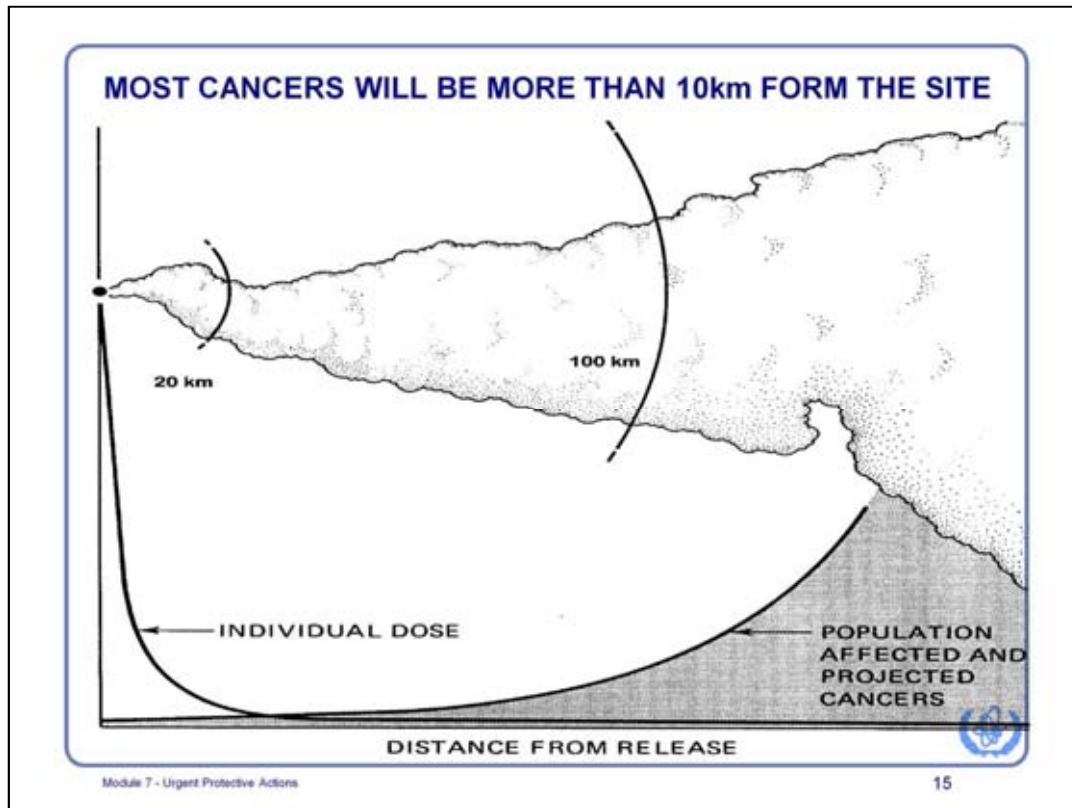 MOST CANCERS WILL BE MORE THAN 10km FORM THE SITE
20 km
100 km
INDIVIDUAL DOSE
POPULATION
AFFECTED AND
PROJECTED
CANCERS
DISTANCE FROM RELEASE
Module 7 - Urgent Protective Actions
15